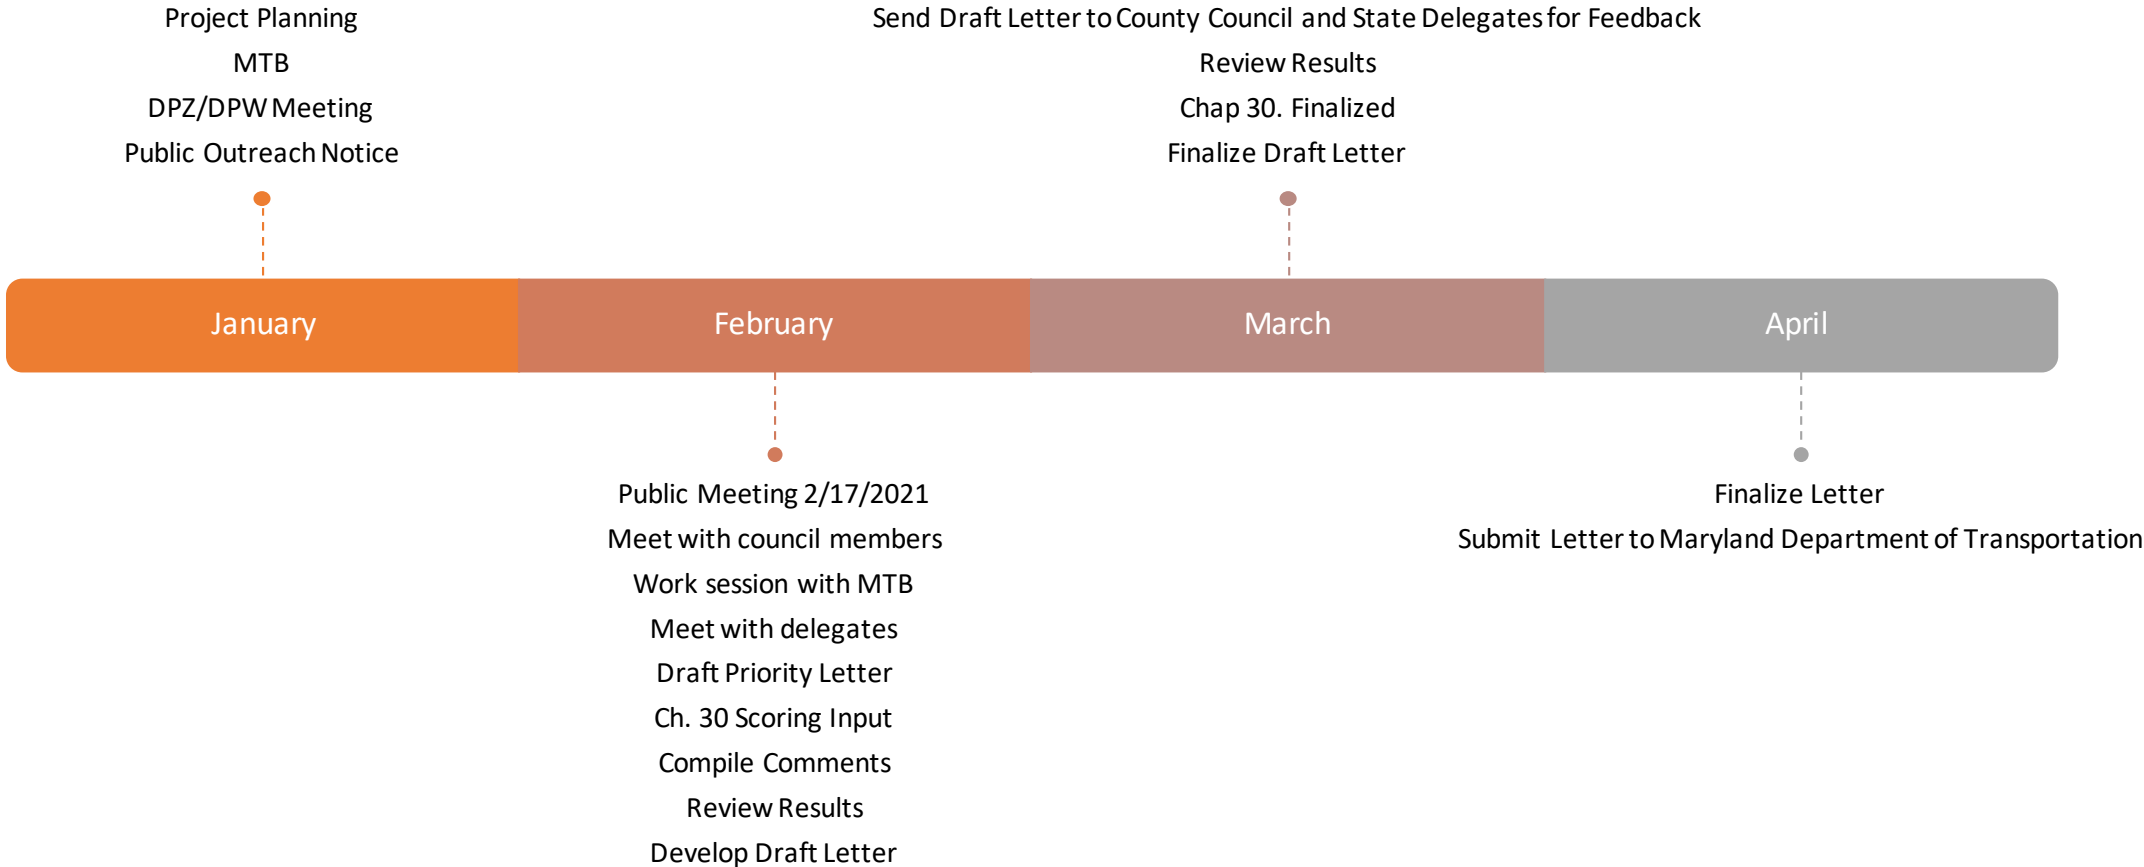 Project Planning
MTB
DPZ/DPW Meeting
Public Outreach Notice
Send Draft Letter to County Council and State Delegates for Feedback
Review Results
Chap 30. Finalized
Finalize Draft Letter
January
February
March
April
Public Meeting 2/17/2021
Meet with council members
Work session with MTB
Meet with delegates
Draft Priority Letter
Ch. 30 Scoring Input
Compile Comments
Review Results
Develop Draft Letter
Finalize Letter
Submit Letter to Maryland Department of Transportation